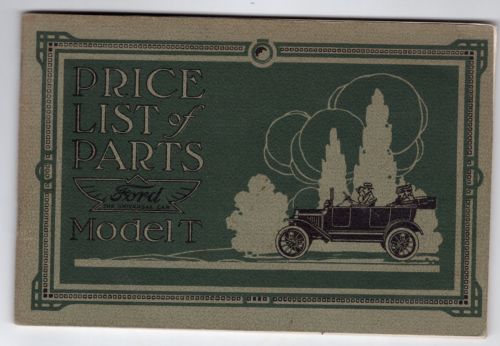 PRICE
LIST of
PARTS
Ford
THE UNIVERSAL CAR
Model T